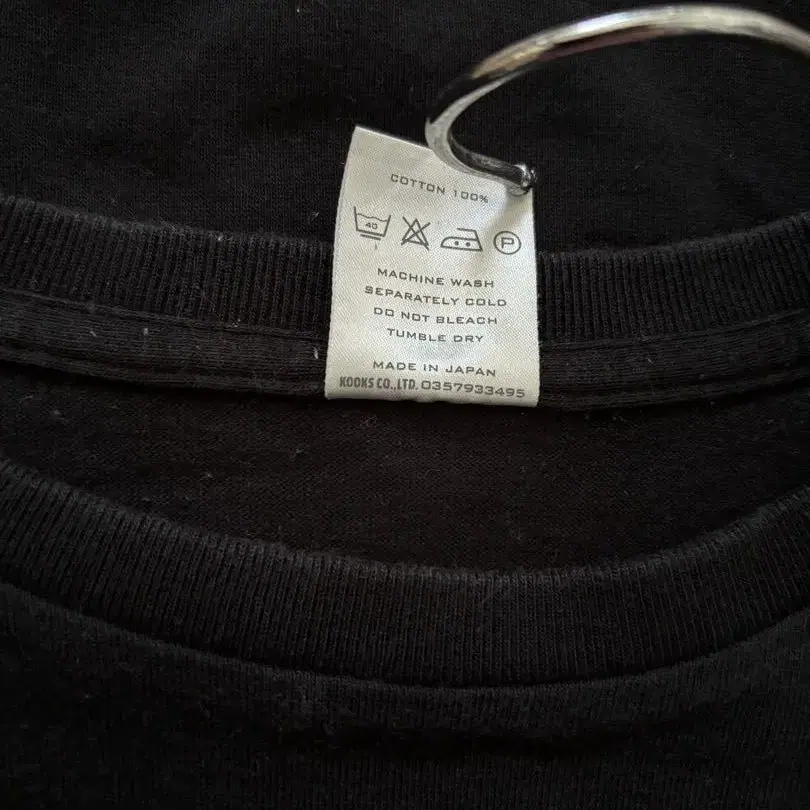 COTTON 100%
40
P
MACHINE WASH
SEPARATELY COLD
DO NOT BLEACH
TUMBLE DRY
MADE IN JAPAN
KOOKS CO.,LTD. 0357933495